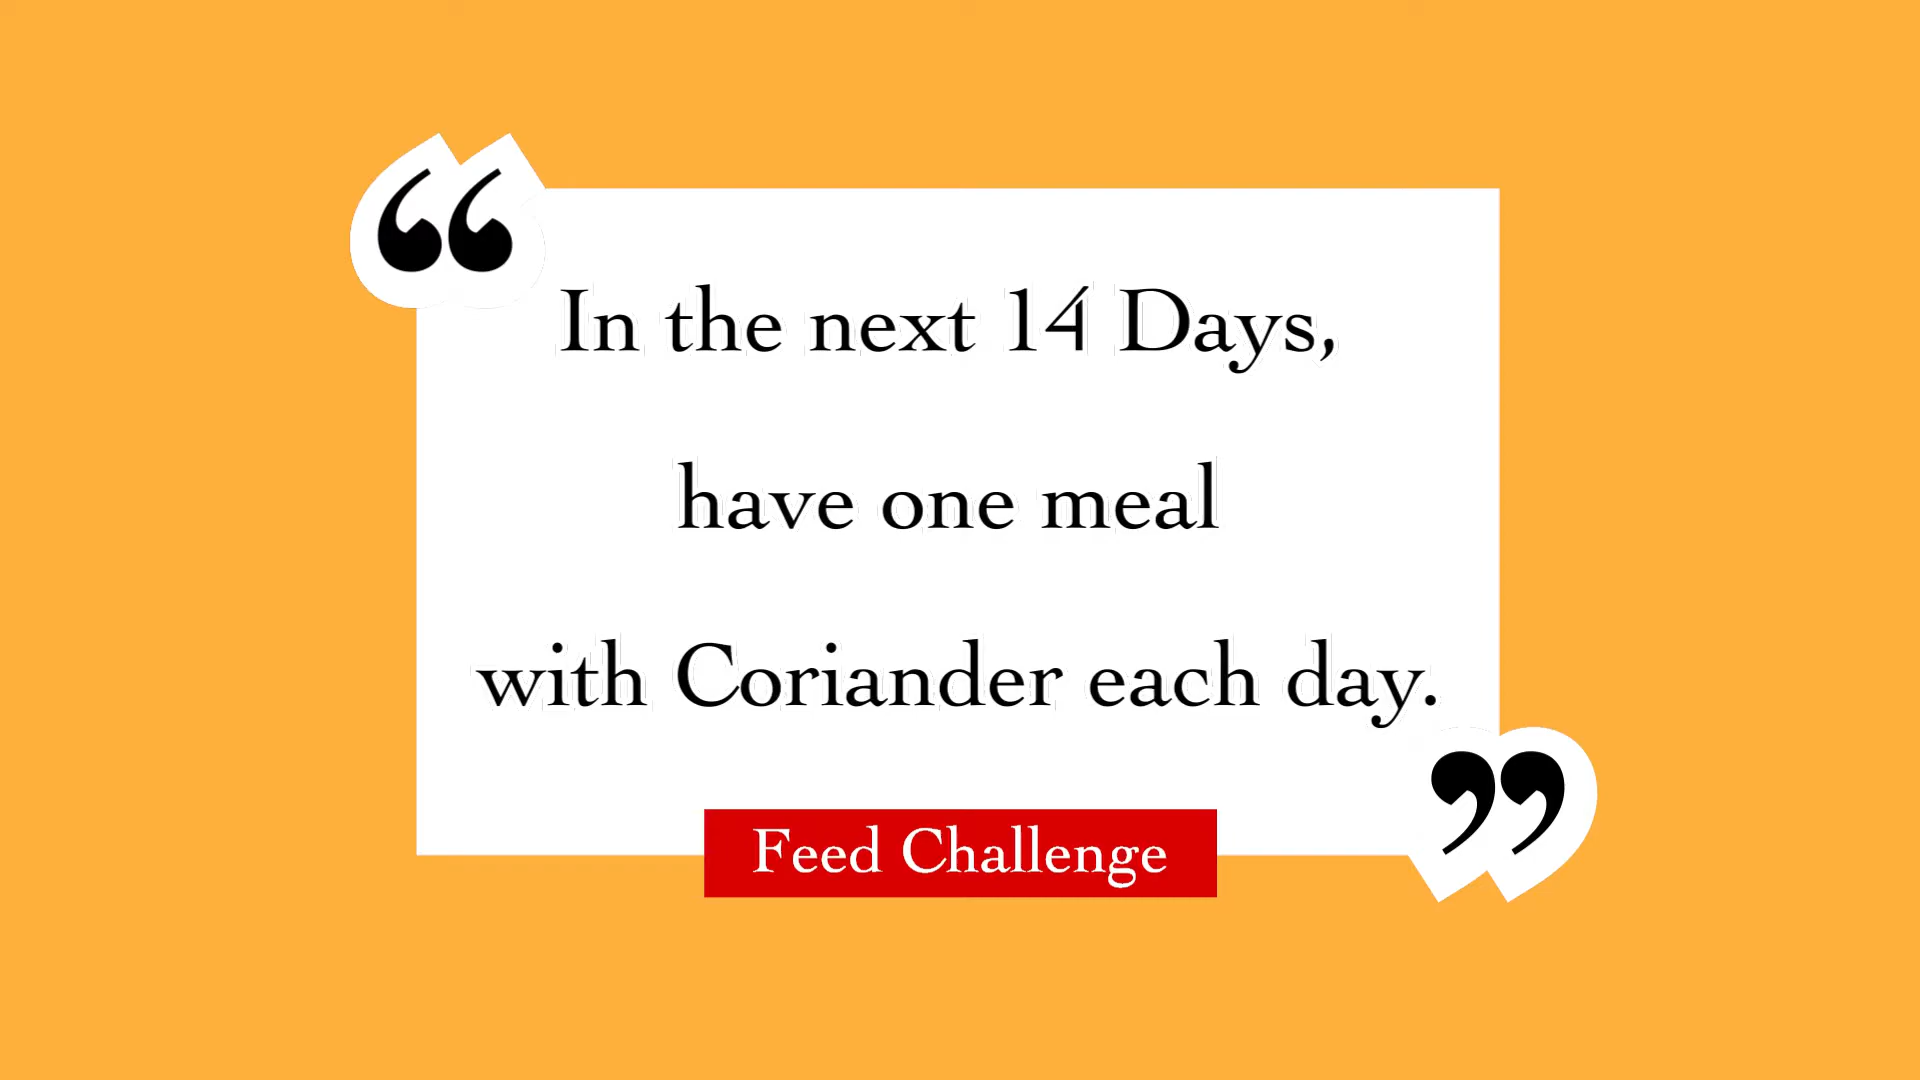 “
In the next 14 Days,
have one meal
with Coriander each day.
”
Feed Challenge